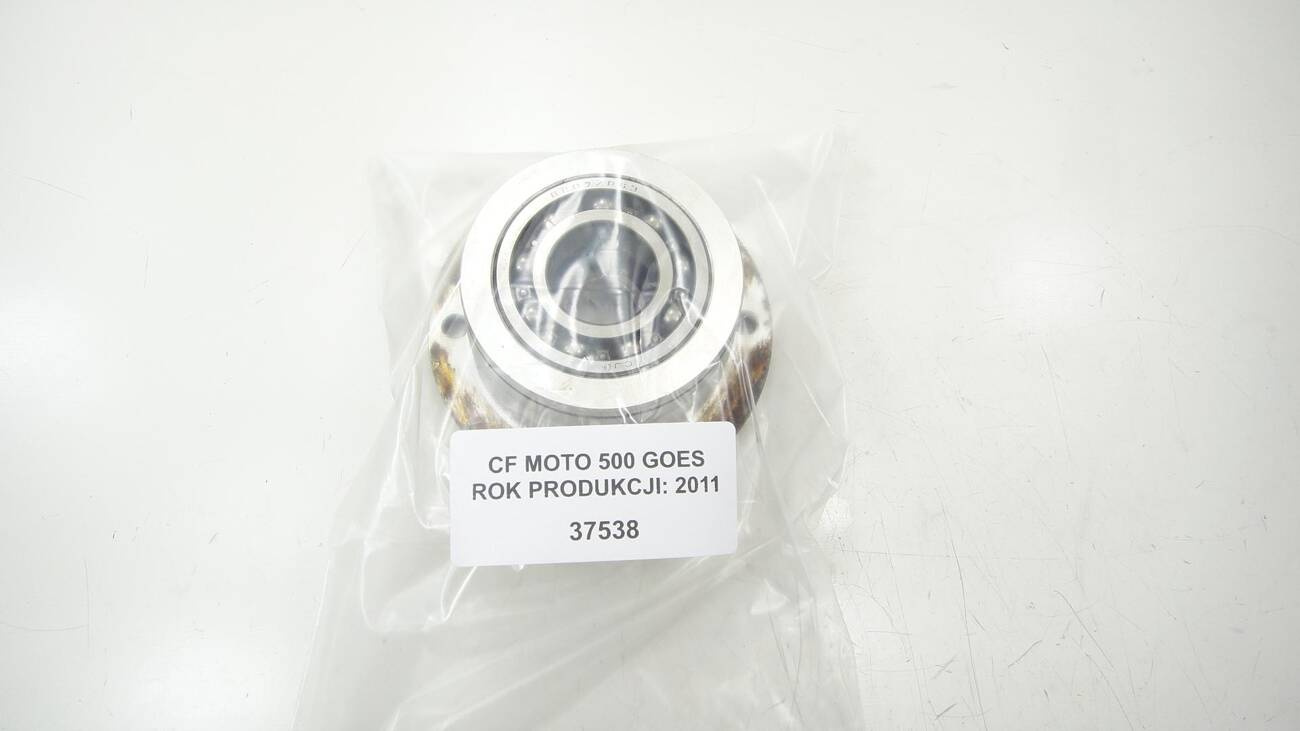 CF MOTO 500 GOES
ROK PRODUKCJI: 2011
37538